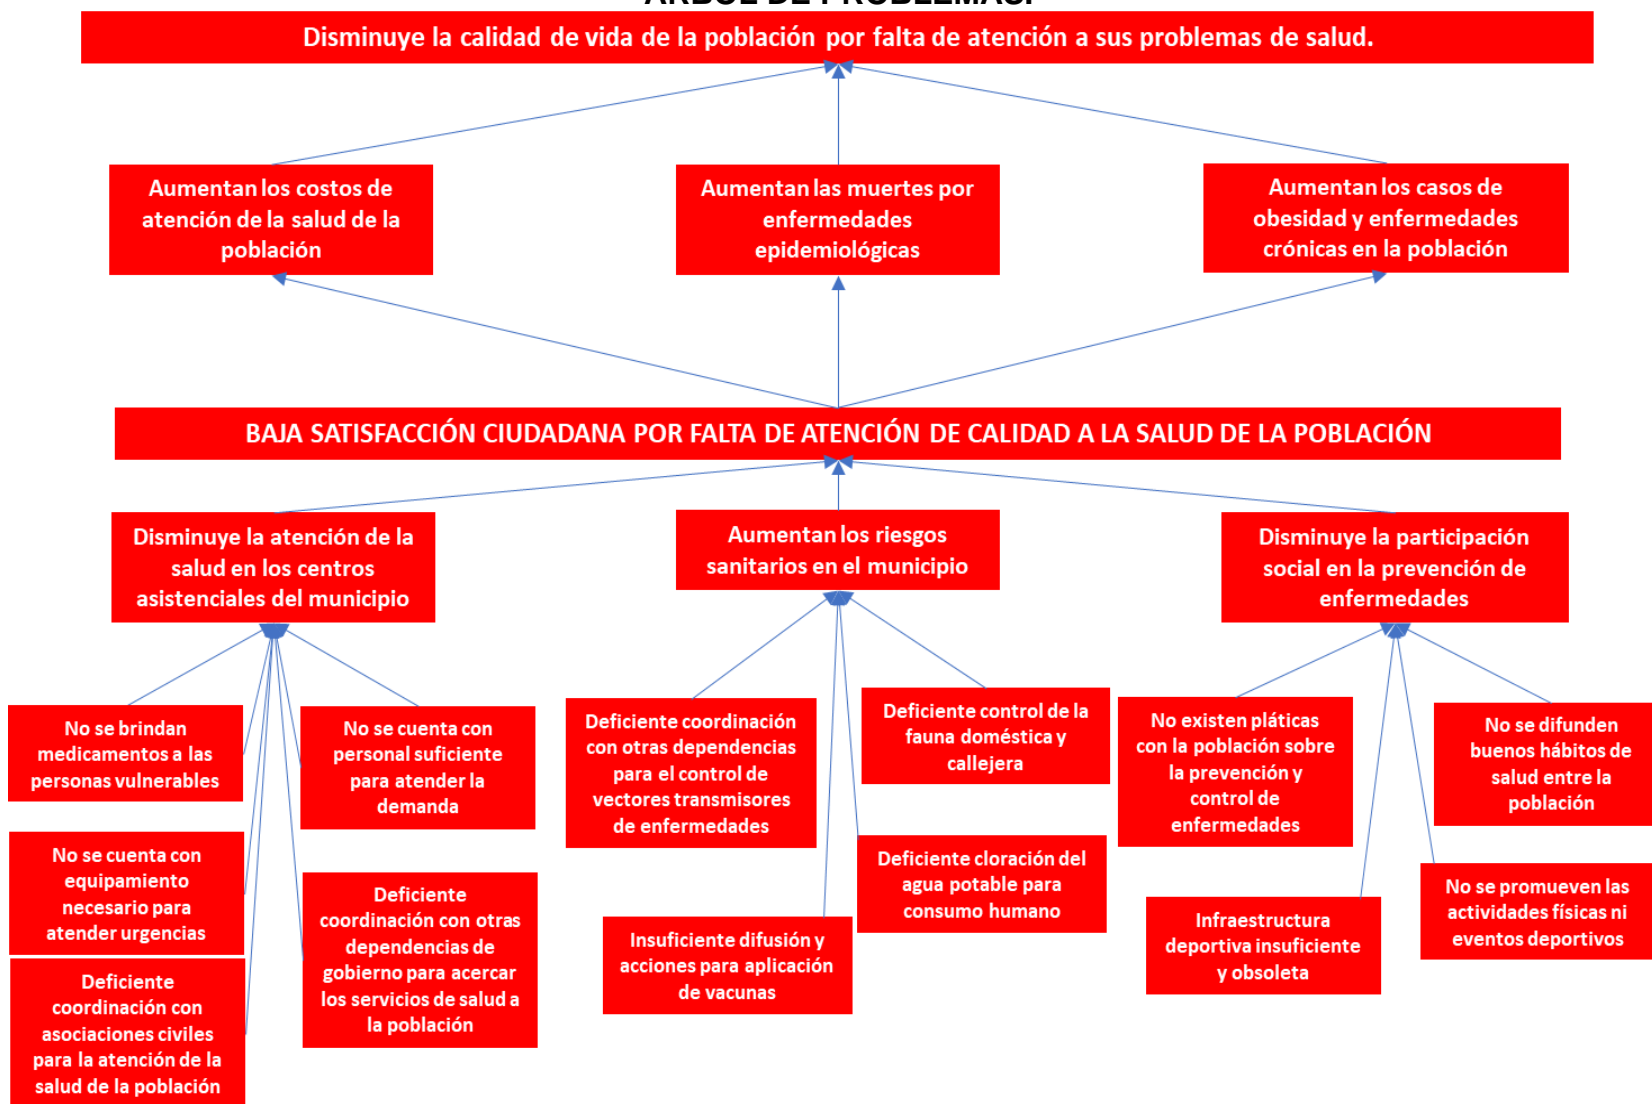 ÁRBOL DE PROBLEMAS.
Disminuye la calidad de vida de la población por falta de atención a sus problemas de salud.
Aumentan los costos de
atención de la salud de la
población
Aumentan las muertes por
enfermedades
epidemiológicas
Aumentan los casos de
obesidad y enfermedades
crónicas en la población
BAJA SATISFACCIÓN CIUDADANA POR FALTA DE ATENCIÓN DE CALIDAD A LA SALUD DE LA POBLACIÓN
Disminuye la atención de la
salud en los centros
asistenciales del municipio
Aumentan los riesgos
sanitarios en el municipio
Disminuye la participación
social en la prevención de
enfermedades
No se brindan
medicamentos a las
personas vulnerables
No se cuenta con
personal suficiente
para atender la
demanda
No se cuenta con
equipamiento
necesario para
atender urgencias
Deficiente
coordinación con otras
dependencias de
gobierno para acercar
los servicios de salud a
la población
Deficiente
coordinación con
asociaciones civiles
para la atención de la
salud de la población
Deficiente coordinación
con otras dependencias
para el control de
vectores transmisores
de enfermedades
Deficiente control de la
fauna doméstica y
callejera
Deficiente cloración del
agua potable para
consumo humano
Insuficiente difusión y
acciones para aplicación
de vacunas
No existen pláticas
con la población sobre
la prevención y
control de
enfermedades
No se difunden
buenos hábitos de
salud entre la
población
Infraestructura
deportiva insuficiente
y obsoleta
No se promueven las
actividades físicas ni
eventos deportivos